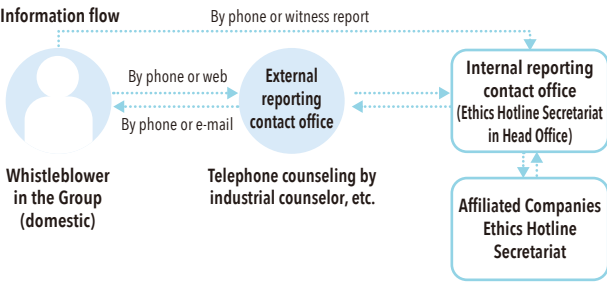 Information flow
By phone or witness report
By phone or web
By phone or e-mail
Whistleblower
in the Group
(domestic)
External
reporting
contact office
Telephone counseling by
industrial counselor, etc.
Internal reporting
contact office
(Ethics Hotline Secretariat
in Head Office)
Affiliated Companies
Ethics Hotline
Secretariat